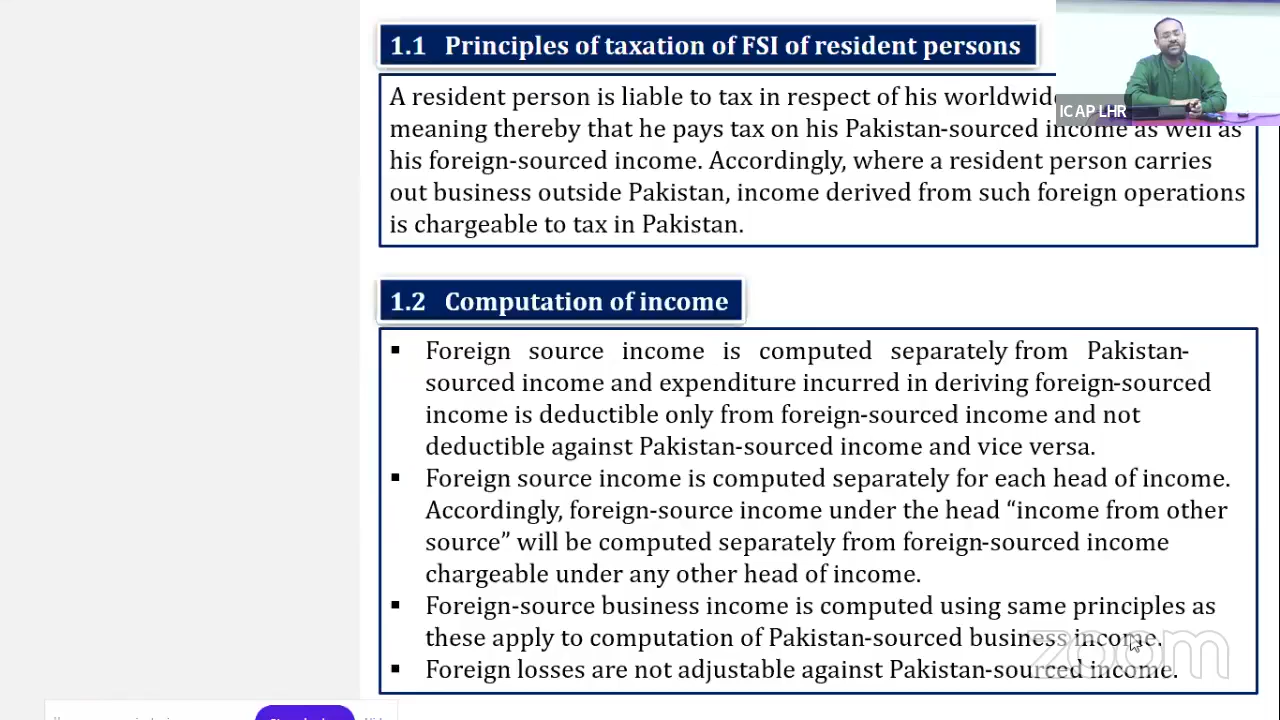 1.1 Principles of taxation of FSI of resident persons
A resident person is liable to tax in respect of his worldwide
meaning thereby that he pays tax on his Pakistan-sourced income as well as
his foreign-sourced income. Accordingly, where a resident person carries
out business outside Pakistan, income derived from such foreign operations
is chargeable to tax in Pakistan.
ICAP LHR
1.2 Computation of income
▪ Foreign source income is computed separately from Pakistan-
sourced income and expenditure incurred in deriving foreign-sourced
income is deductible only from foreign-sourced income and not
deductible against Pakistan-sourced income and vice versa.
▪ Foreign source income is computed separately for each head of income.
Accordingly, foreign-source income under the head “income from other
source” will be computed separately from foreign-sourced income
chargeable under any other head of income.
▪ Foreign-source business income is computed using same principles as
these apply to computation of Pakistan-sourced business income.
▪ Foreign losses are not adjustable against Pakistan-sourced income.
zoom